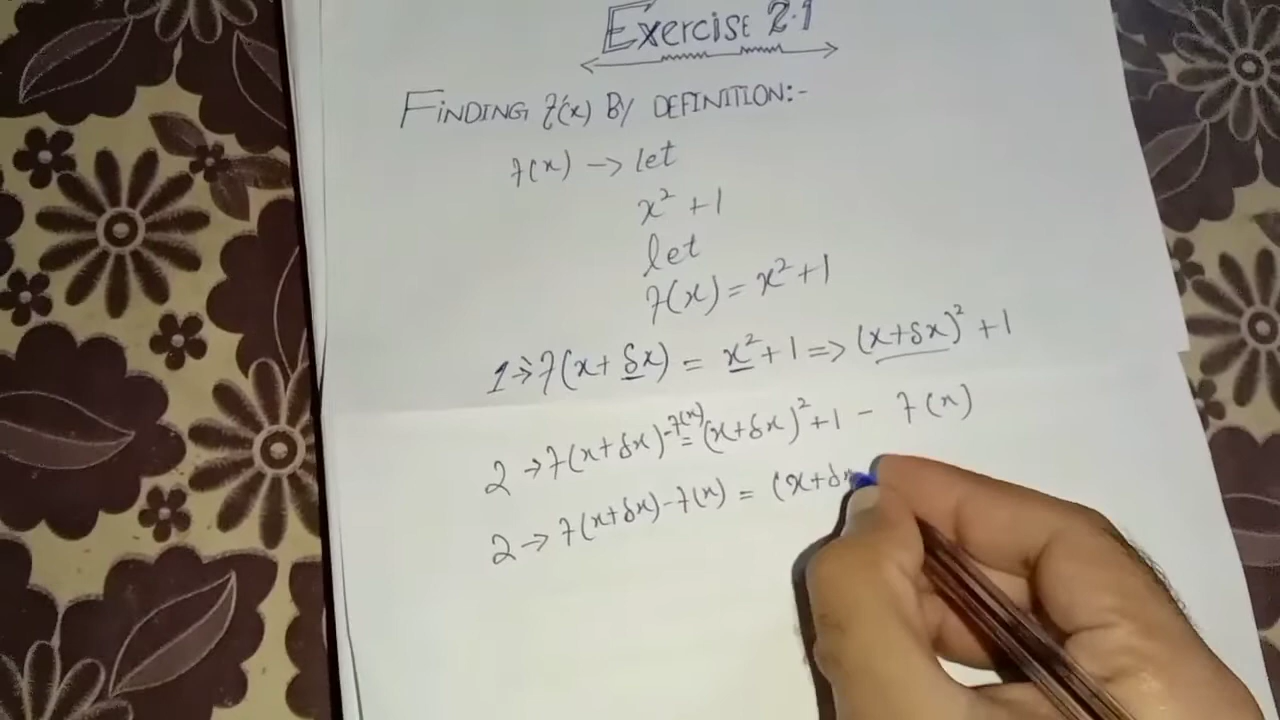 Exercise 2.1
FINDING f'(x) BY DEFINITION:-
f(x) → let
x² + 1
let
f(x) = x² + 1
1→ f(x + δx) = x² + 1 => (x + δx)² + 1
2 → f(x + δx) - f(x) = (x + δx)² + 1 - f(x)
2 → f(x + δx) - f(x) = (x + δx